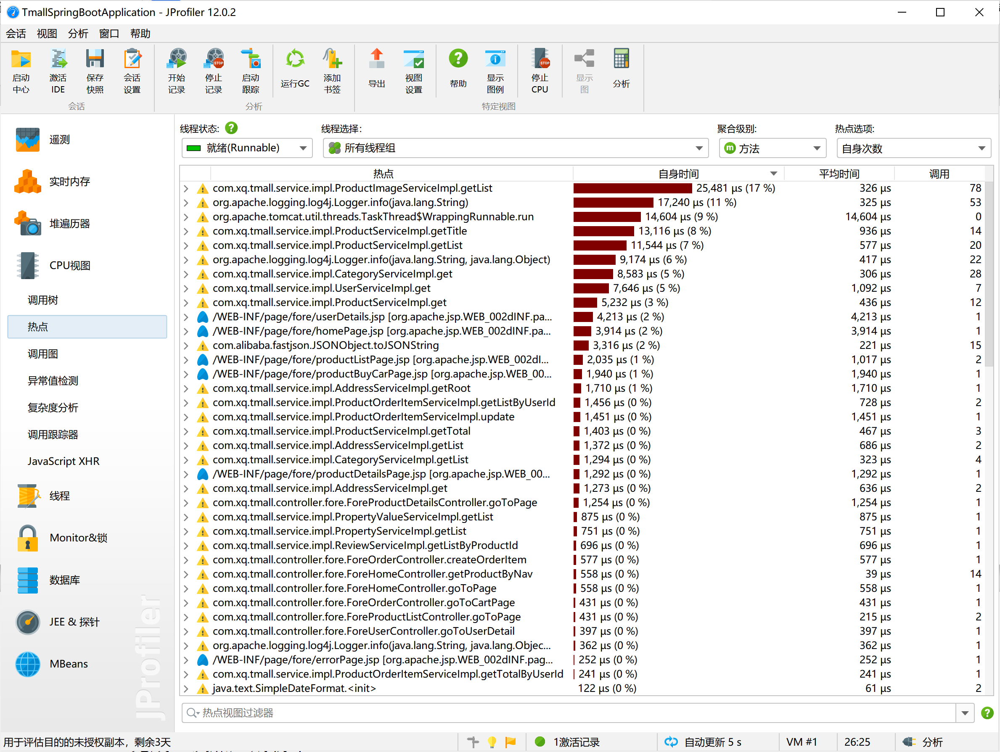 TmallSpringBootApplication - JProfiler 12.0.2
会话 视图 分析 窗口 帮助
启动中心 激活IDE 保存快照 会话设置 开始记录 停止记录 启动跟踪 运行GC 添加书签 导出 视图设置 帮助 显示图例 停止CPU 显示图 分析
会话 分析 特定视图
遥测
实时内存
堆遍历器
CPU视图
调用树
热点
调用图
异常值检测
复杂度分析
调用跟踪器
JavaScript XHR
线程
Monitor&锁
数据库
JEE & 探针
MBeans
JProfiler
线程状态: 线程选择: 聚合级别: 热点选项:
就绪(Runnable) 所有线程组 方法 自身次数
热点 自身时间 平均时间 调用
com.xq.tmall.service.impl.ProductImageServiceImpl.getList 25,481 µs (17 %) 326 µs 78
org.apache.logging.log4j.Logger.info(java.lang.String) 17,240 µs (11 %) 325 µs 53
org.apache.tomcat.util.threads.TaskThread$WrappingRunnable.run 14,604 µs (9 %) 14,604 µs 0
com.xq.tmall.service.impl.ProductServiceImpl.getTitle 13,116 µs (8 %) 936 µs 14
com.xq.tmall.service.impl.ProductServiceImpl.getList 11,544 µs (7 %) 577 µs 20
org.apache.logging.log4j.Logger.info(java.lang.String, java.lang.Object) 9,174 µs (6 %) 417 µs 22
com.xq.tmall.service.impl.CategoryServiceImpl.get 8,583 µs (5 %) 306 µs 28
com.xq.tmall.service.impl.UserServiceImpl.get 7,646 µs (5 %) 1,092 µs 7
com.xq.tmall.service.impl.ProductServiceImpl.get 5,232 µs (3 %) 436 µs 12
/WEB-INF/page/fore/userDetails.jsp [org.apache.jsp.WEB_002dINF.pa... 4,213 µs (2 %) 4,213 µs 1
/WEB-INF/page/fore/homePage.jsp [org.apache.jsp.WEB_002dINF.pa... 3,914 µs (2 %) 3,914 µs 1
com.alibaba.fastjson.JSONObject.toJSONString 3,316 µs (2 %) 221 µs 15
/WEB-INF/page/fore/productListPage.jsp [org.apache.jsp.WEB_002dI... 2,035 µs (1 %) 1,017 µs 2
/WEB-INF/page/fore/productBuyCarPage.jsp [org.apache.jsp.WEB_00... 1,940 µs (1 %) 1,940 µs 1
com.xq.tmall.service.impl.AddressServiceImpl.getRoot 1,710 µs (1 %) 1,710 µs 1
com.xq.tmall.service.impl.ProductOrderItemServiceImpl.getListByUserId 1,456 µs (0 %) 728 µs 2
com.xq.tmall.service.impl.ProductOrderItemServiceImpl.update 1,451 µs (0 %) 1,451 µs 1
com.xq.tmall.service.impl.ProductServiceImpl.getTotal 1,403 µs (0 %) 467 µs 3
com.xq.tmall.service.impl.AddressServiceImpl.getList 1,372 µs (0 %) 686 µs 2
com.xq.tmall.service.impl.CategoryServiceImpl.getList 1,294 µs (0 %) 323 µs 4
/WEB-INF/page/fore/productDetailsPage.jsp [org.apache.jsp.WEB_00... 1,292 µs (0 %) 1,292 µs 1
com.xq.tmall.service.impl.AddressServiceImpl.get 1,273 µs (0 %) 636 µs 2
com.xq.tmall.controller.fore.ForeProductDetailsController.goToPage 1,254 µs (0 %) 1,254 µs 1
com.xq.tmall.service.impl.PropertyValueServiceImpl.getList 875 µs (0 %) 875 µs 1
com.xq.tmall.service.impl.PropertyServiceImpl.getList 751 µs (0 %) 751 µs 1
com.xq.tmall.service.impl.ReviewServiceImpl.getListByProductId 696 µs (0 %) 696 µs 1
com.xq.tmall.controller.fore.ForeOrderController.createOrderItem 577 µs (0 %) 577 µs 1
com.xq.tmall.controller.fore.ForeHomeController.getProductByNav 558 µs (0 %) 39 µs 14
com.xq.tmall.controller.fore.ForeHomeController.goToPage 558 µs (0 %) 558 µs 1
com.xq.tmall.controller.fore.ForeOrderController.goToCartPage 431 µs (0 %) 431 µs 1
com.xq.tmall.controller.fore.ForeProductListController.goToPage 431 µs (0 %) 215 µs 2
com.xq.tmall.controller.fore.ForeUserController.goToUserDetail 397 µs (0 %) 397 µs 1
org.apache.logging.log4j.Logger.info(java.lang.String, java.lang.Objec... 362 µs (0 %) 362 µs 1
/WEB-INF/page/fore/errorPage.jsp [org.apache.jsp.WEB_002dINF.pag... 252 µs (0 %) 252 µs 1
com.xq.tmall.service.impl.ProductOrderItemServiceImpl.getTotalByUserId 241 µs (0 %) 241 µs 1
java.text.SimpleDateFormat.<init> 122 µs (0 %) 61 µs 2
热点视图过滤器
用于评估目的的未授权副本，剩余3天 1激活记录 自动更新 5 s VM #1 26:25 分析